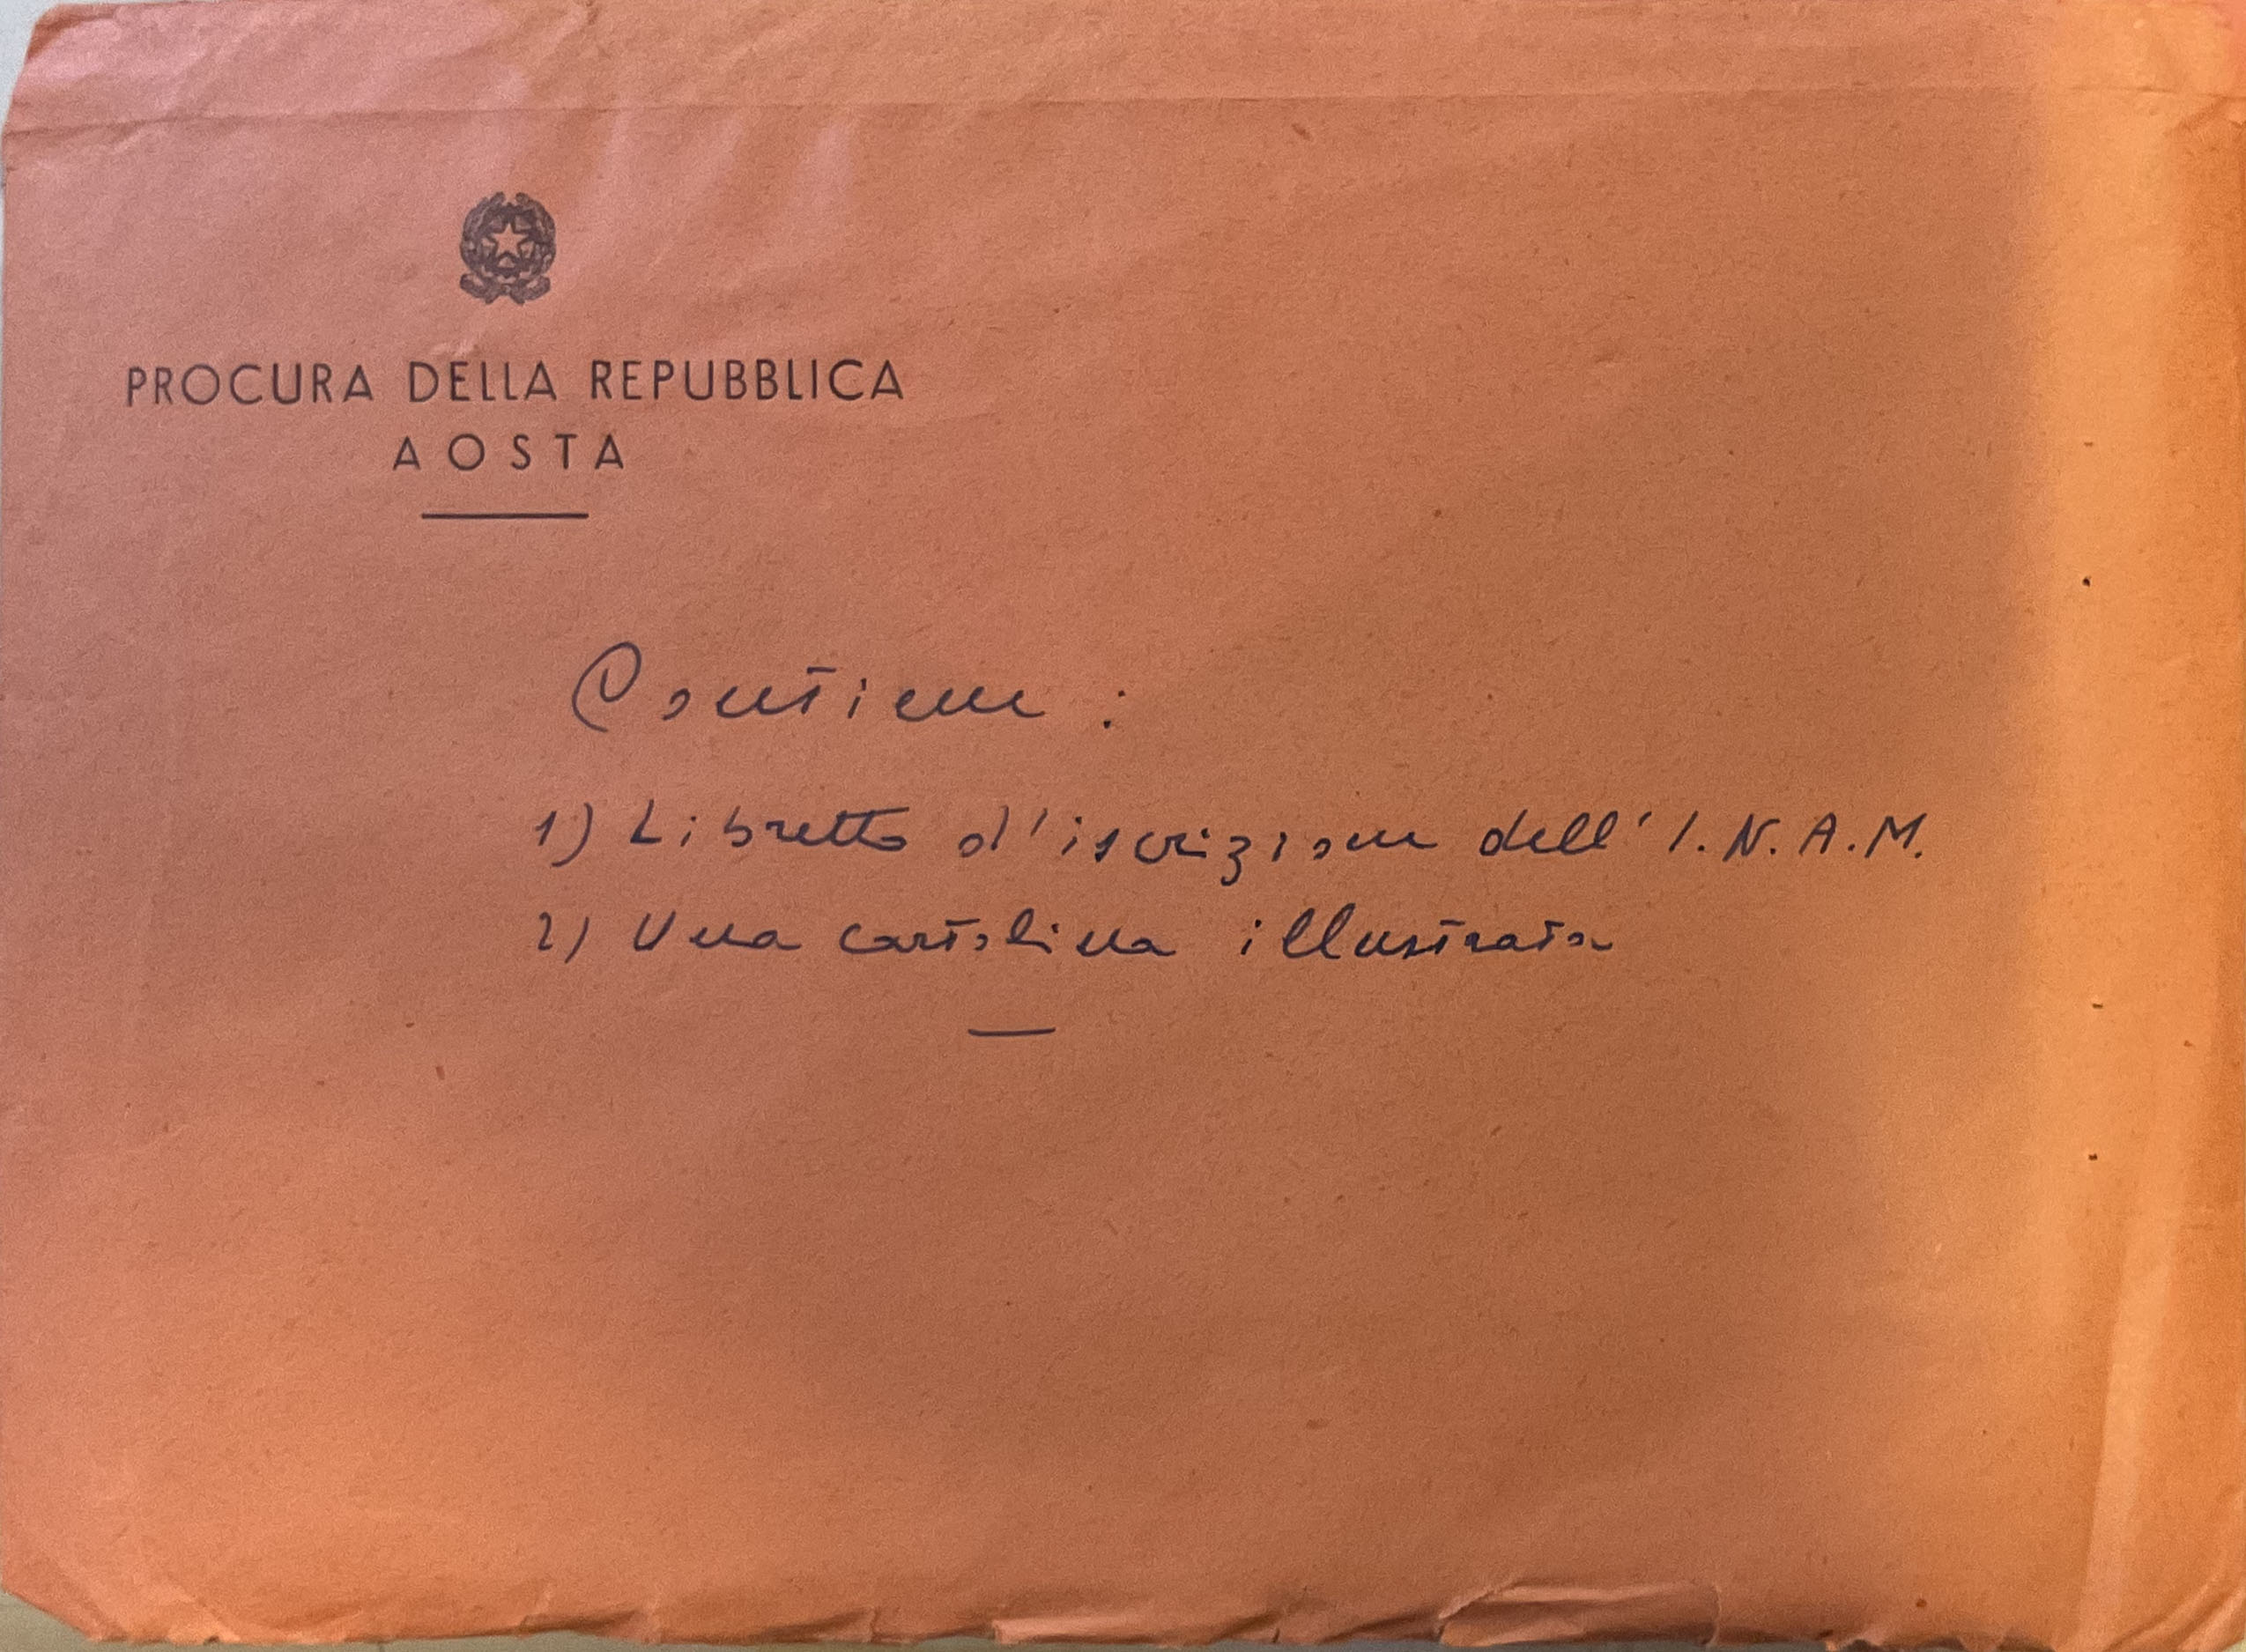 PROCURA DELLA REPUBBLICA
AOSTA
Contiene :
1) Libretto d'iscrizione dell' I.N.A.M.
2) Una cartolina illustrata